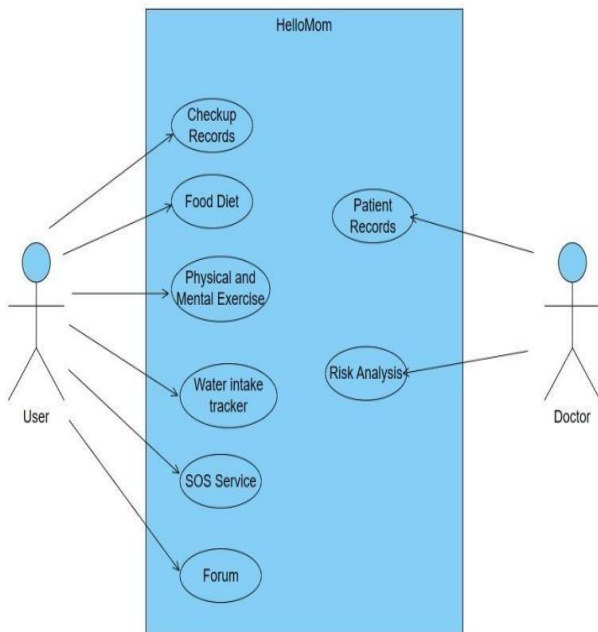 HelloMom
Checkup
Records
Food Diet
Physical and
Mental Exercise
Water intake
tracker
SOS Service
Forum
Patient
Records
Risk Analysis
User
Doctor